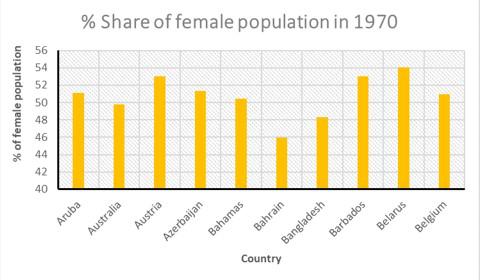 % Share of female population in 1970
% of female population
56
54
52
50
48
46
44
42
40
Aruba
Australia
Austria
Azerbaijan
Bahamas
Bahrain
Bangladesh
Barbados
Belarus
Belgium
Country